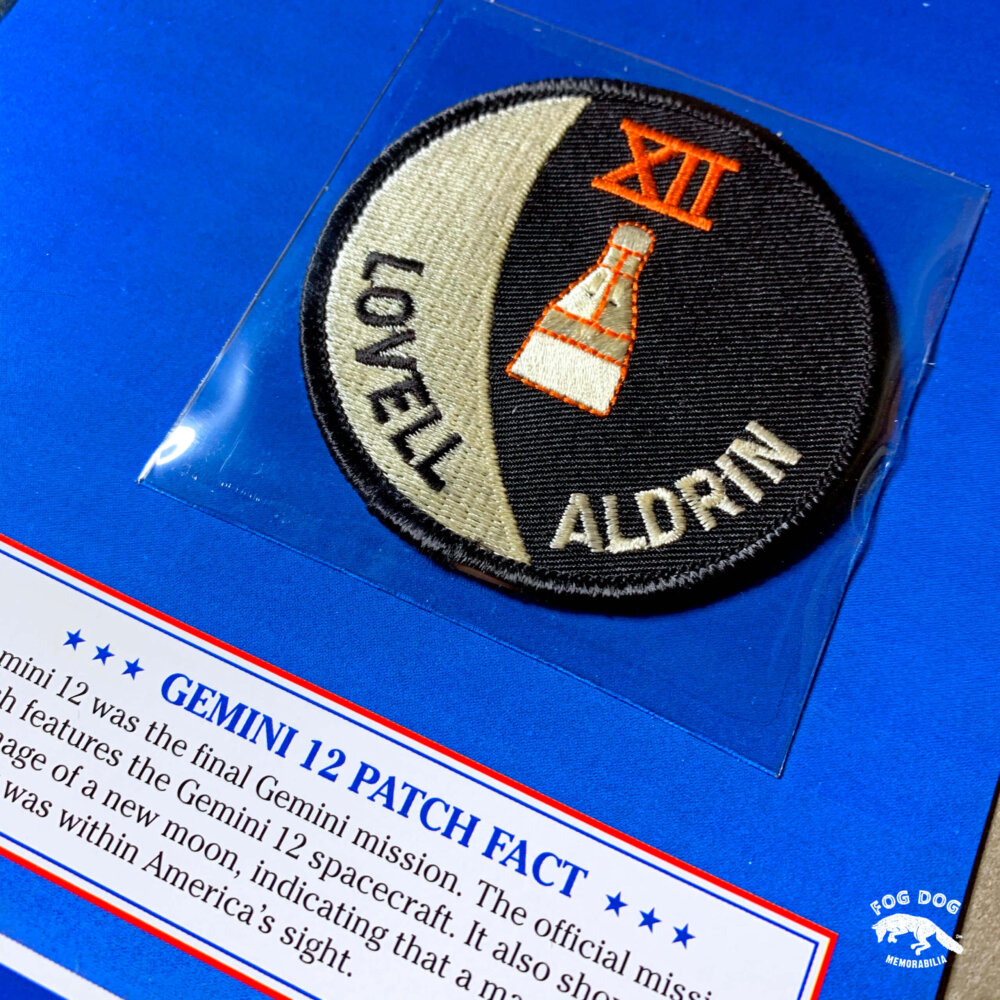 XII
LOVELL
ALDRIN
GEMINI 12 PATCH FACT
mini 12 was the final Gemini mission. The official missi
h features the Gemini 12 spacecraft. It also sho
mage of a new moon, indicating that a ma
was within America's sight.
FOG DOG
MEMORABILIA